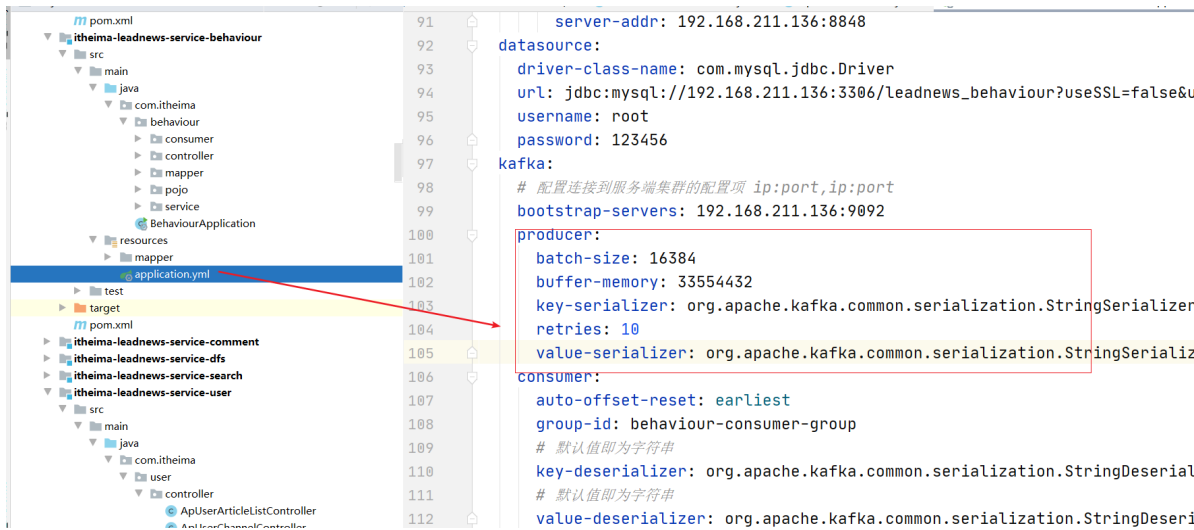 pom.xml
itheima-leadnews-service-behaviour
src
main
java
com.itheima
behaviour
consumer
controller
mapper
pojo
service
BehaviourApplication
resources
mapper
application.yml
test
target
pom.xml
itheima-leadnews-service-comment
itheima-leadnews-service-dfs
itheima-leadnews-service-search
itheima-leadnews-service-user
src
main
java
com.itheima
user
controller
ApUserArticleListController
ApUserChannelController
91 server-addr: 192.168.211.136:8848
92 datasource:
93 driver-class-name: com.mysql.jdbc.Driver
94 url: jdbc:mysql://192.168.211.136:3306/leadnews_behaviour?useSSL=false&u
95 username: root
96 password: 123456
97 kafka:
98 # 配置连接到服务端集群的配置项 ip:port,ip:port
99 bootstrap-servers: 192.168.211.136:9092
100 producer:
101 batch-size: 16384
102 buffer-memory: 33554432
103 key-serializer: org.apache.kafka.common.serialization.StringSerializer
104 retries: 10
105 value-serializer: org.apache.kafka.common.serialization.StringSerializ
106 consumer:
107 auto-offset-reset: earliest
108 group-id: behaviour-consumer-group
109 # 默认值即为字符串
110 key-deserializer: org.apache.kafka.common.serialization.StringDeserial
111 # 默认值即为字符串
112 value-deserializer: org.apache.kafka.common.serialization.StringDeseri